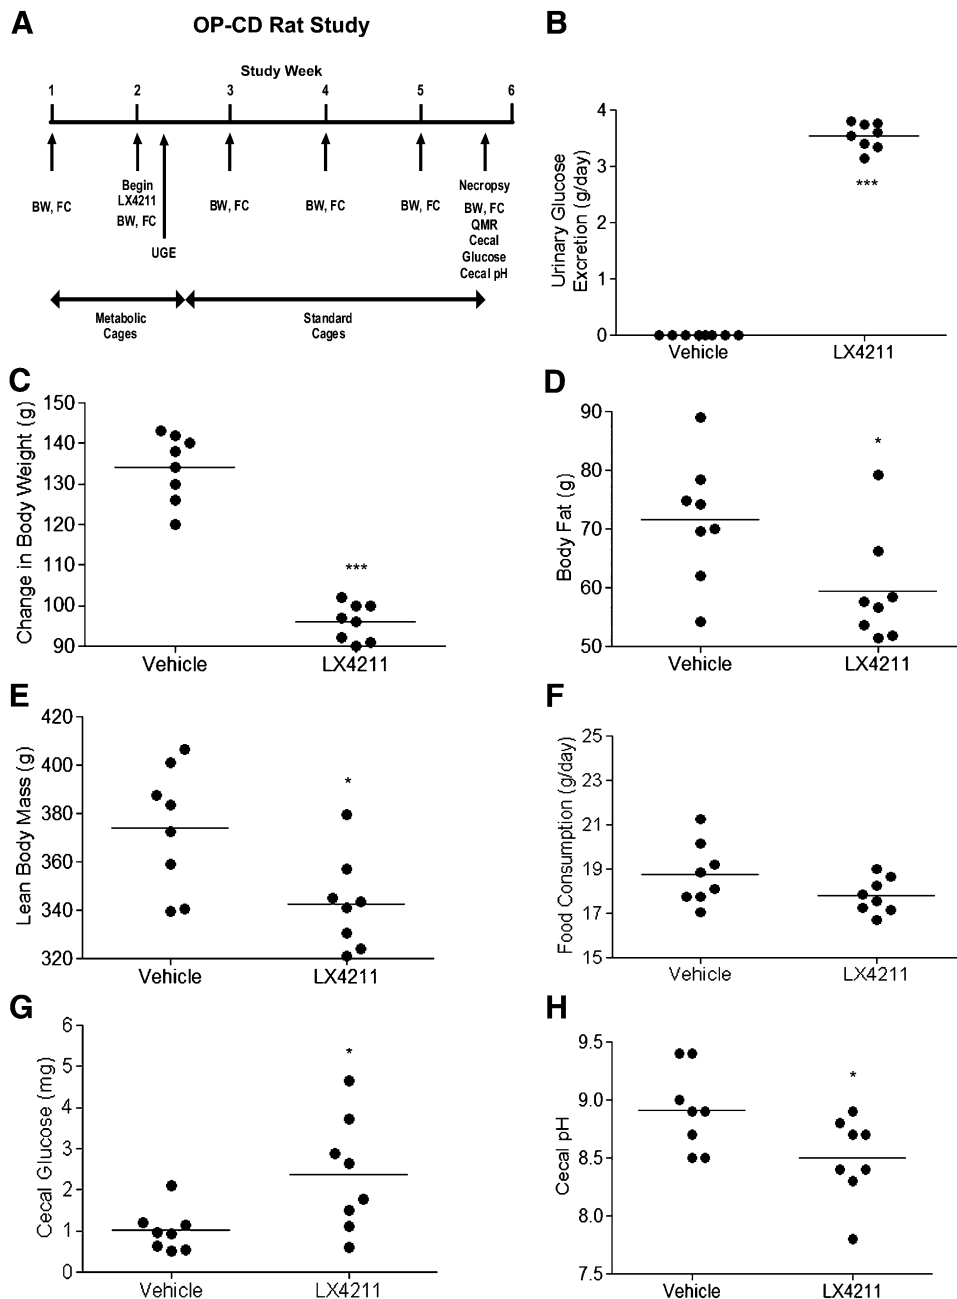 A
OP-CD Rat Study
Study Week
1 2 3 4 5 6
BW, FC
Begin
LX4211
BW, FC
UGE
BW, FC
BW, FC
BW, FC
Necropsy
BW, FC
QMR
Cecal
Glucose
Cecal pH
Metabolic
Cages
Standard
Cages
B
Urinary Glucose
Excretion (g/day)
4
3
2
1
0
***
Vehicle LX4211
C
Change in Body Weight (g)
150
140
130
120
110
100
90
***
Vehicle LX4211
D
Body Fat (g)
90
80
70
60
50
*
Vehicle LX4211
E
Lean Body Mass (g)
420
400
380
360
340
320
*
Vehicle LX4211
F
Food Consumption (g/day)
25
23
21
19
17
15
Vehicle LX4211
G
Cecal Glucose (mg)
6
5
4
3
2
1
0
*
Vehicle LX4211
H
Cecal pH
9.5
9.0
8.5
8.0
7.5
*
Vehicle LX4211